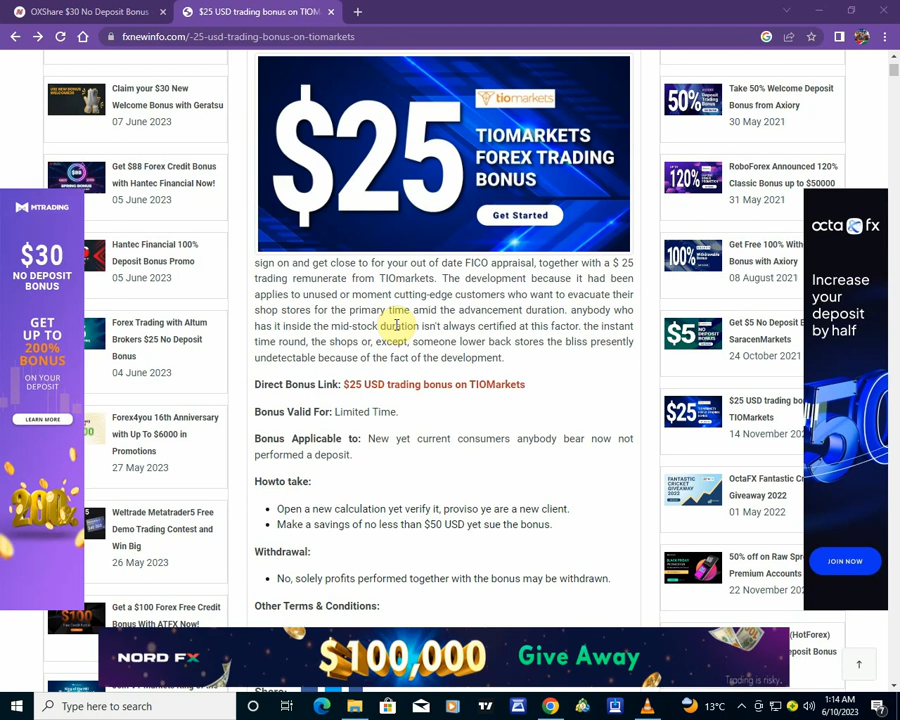 OXShare $30 No Deposit Bonus
$25 USD trading bonus on TIOM
fxnewinfo.com/-25-usd-trading-bonus-on-tiomarkets
Claim your $30 New
Welcome Bonus with Geratsu
07 June 2023
Get $88 Forex Credit Bonus
with Hantec Financial Now!
05 June 2023
Hantec Financial 100%
Deposit Bonus Promo
05 June 2023
Forex Trading with Altum
Brokers $25 No Deposit
Bonus
04 June 2023
Forex4you 16th Anniversary
with Up To $6000 in
Promotions
27 May 2023
Weltrade Metatrader5 Free
Demo Trading Contest and
Win Big
26 May 2023
Get a $100 Forex Free Credit
Bonus With ATFX Now!
MTRADING
$30
NO DEPOSIT
BONUS
GET
UP TO
200%
BONUS
ON YOUR
DEPOSIT
LEARN MORE
200%
$25
tiomarkets
TIOMARKETS
FOREX TRADING
BONUS
Get Started
sign on and get close to for your out of date FICO appraisal, together with a $ 25
trading remunerate from TIOmarkets. The development because it had been
applies to unused or moment cutting-edge customers who want to evacuate their
shop stores for the primary time amid the advancement duration. anybody who
has it inside the mid-stock duration isn't always certified at this factor. the instant
time round, the shops or, except, someone lower back stores the bliss presently
undetectable because of the fact of the development.
Direct Bonus Link: $25 USD trading bonus on TIOMarkets
Bonus Valid For: Limited Time.
Bonus Applicable to: New yet current consumers anybody bear now not
performed a deposit.
Howto take:
Open a new calculation yet verify it, proviso ye are a new client.
Make a savings of no less than $50 USD yet sue the bonus.
Withdrawal:
No, solely profits performed together with the bonus may be withdrawn.
Other Terms & Conditions:
50%
Take 50% Welcome Deposit
Bonus from Axiory
30 May 2021
120%
RoboForex Announced 120%
Classic Bonus up to $50000
31 May 2021
100%
Get Free 100% With
Bonus with Axiory
08 August 2021
$5
Get $5 No Deposit
SaracenMarkets
24 October
$25
$25 USD trading bo
TIOMarkets
14 November
FANTASTIC
CRICKET
GIVEAWAY
2022
OctaFX Fantastic C
Giveaway 2022
01 May 2022
50% off on Raw Spr
Premium Accounts
22 November
(HotForex)
Bonus
octa fx
Increase
your
deposit
by half
50
JOIN NOW
NORD FX
$100,000
Give Away
Trading is risky.
Type here to search
13°C
1:14 AM
6/10/2023